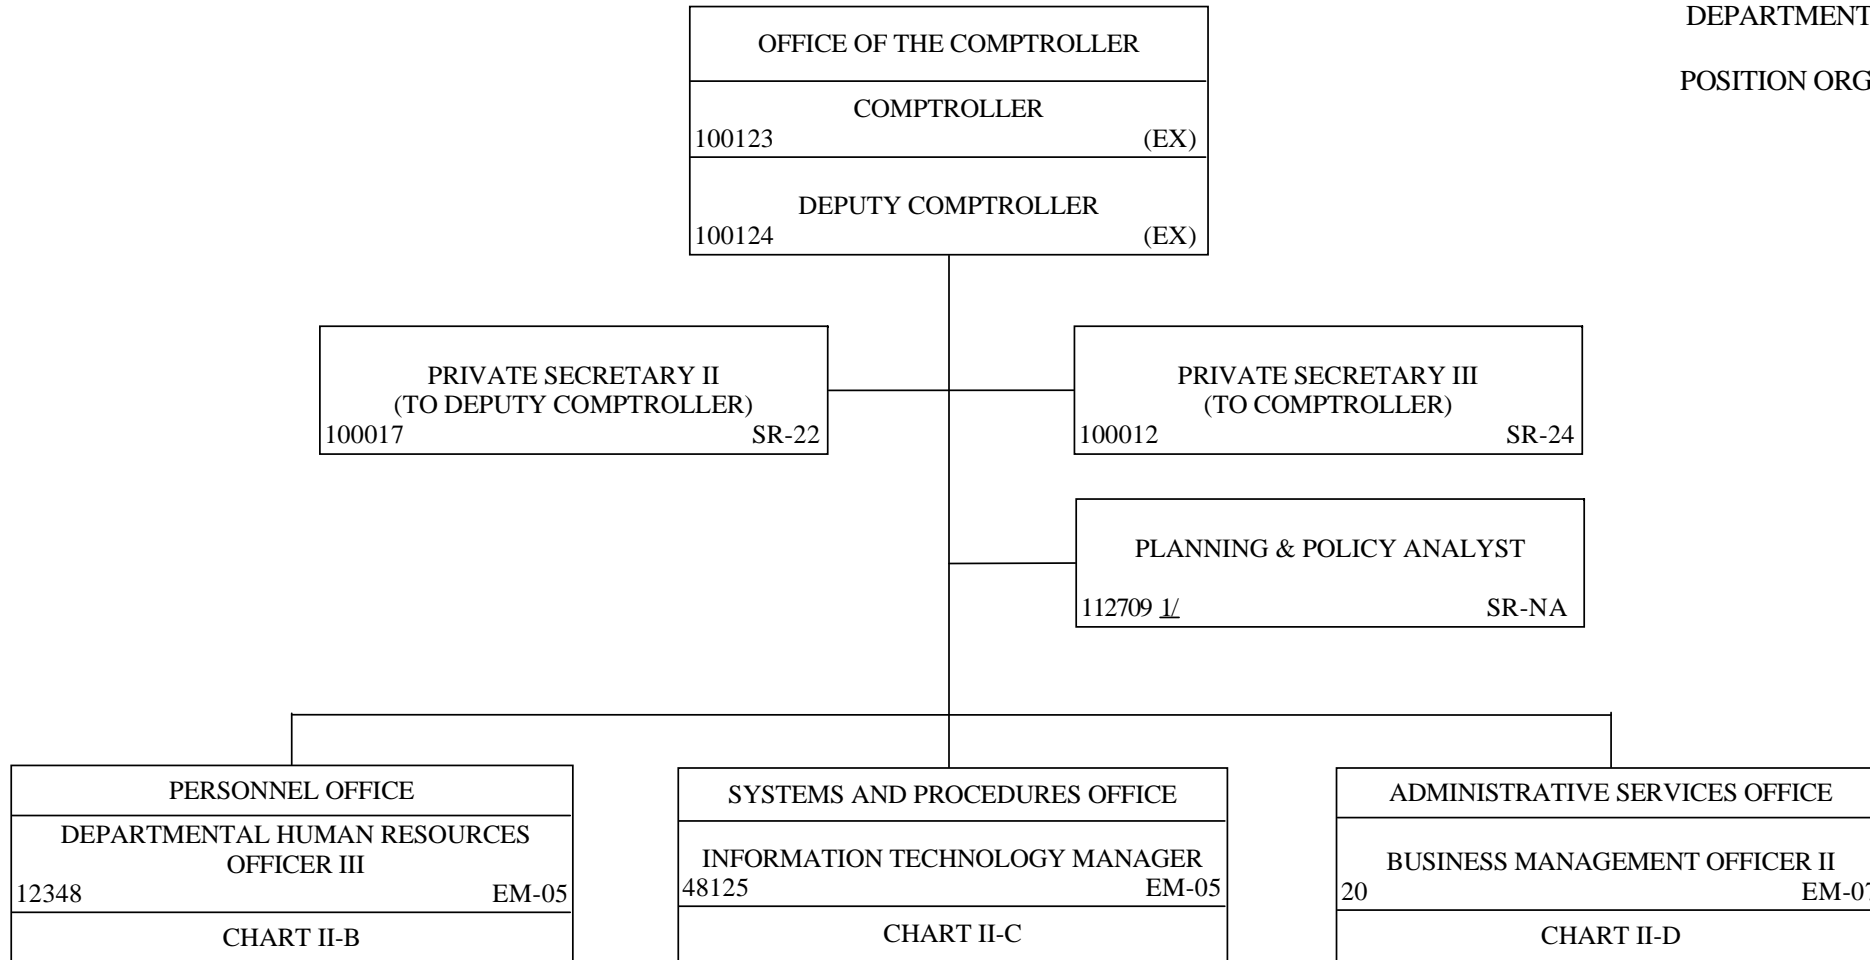 DEPARTMENT
POSITION ORG
OFFICE OF THE COMPTROLLER
COMPTROLLER
100123 (EX)
DEPUTY COMPTROLLER
100124 (EX)
PRIVATE SECRETARY II
(TO DEPUTY COMPTROLLER)
100017 SR-22
PRIVATE SECRETARY III
(TO COMPTROLLER)
100012 SR-24
PLANNING & POLICY ANALYST
112709 1/ SR-NA
PERSONNEL OFFICE
DEPARTMENTAL HUMAN RESOURCES
OFFICER III
12348 EM-05
CHART II-B
SYSTEMS AND PROCEDURES OFFICE
INFORMATION TECHNOLOGY MANAGER
48125 EM-05
CHART II-C
ADMINISTRATIVE SERVICES OFFICE
BUSINESS MANAGEMENT OFFICER II
20 EM-07
CHART II-D